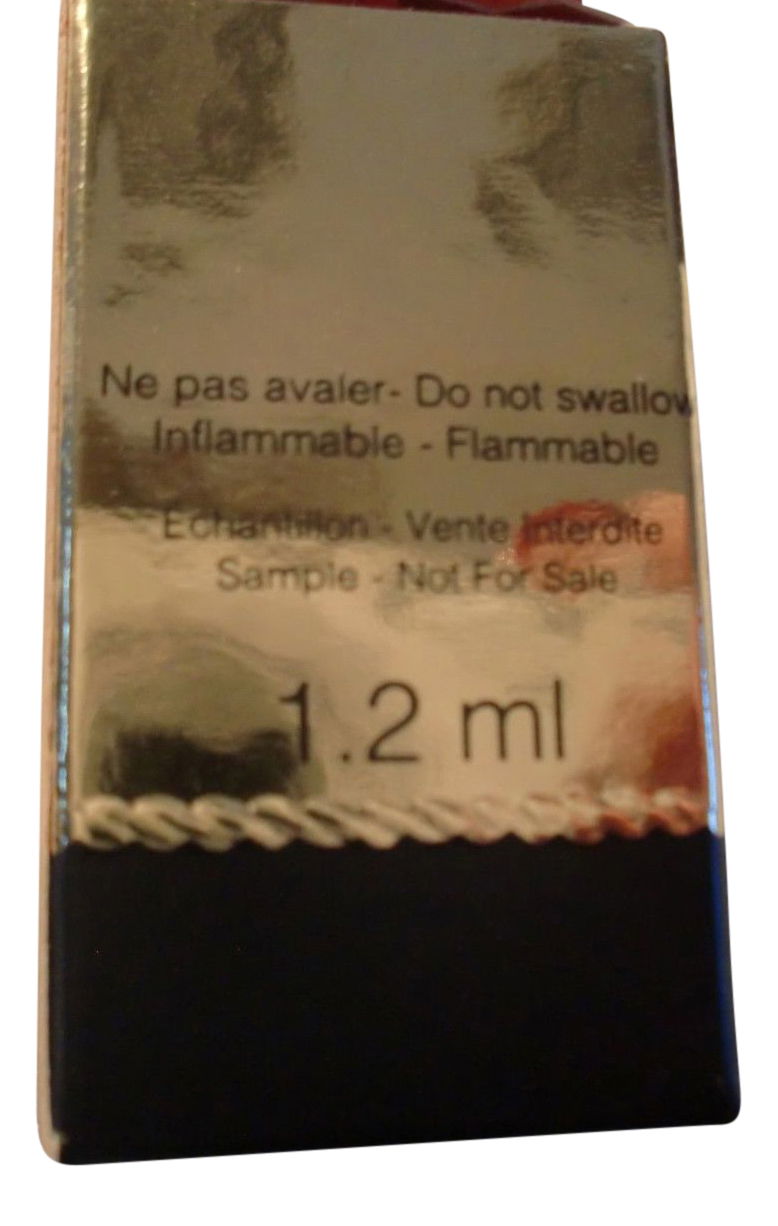 Ne pas avaler- Do not swallow
Inflammable - Flammable
Echantillon - Vente Interdite
Sample - Not For Sale
1.2 ml